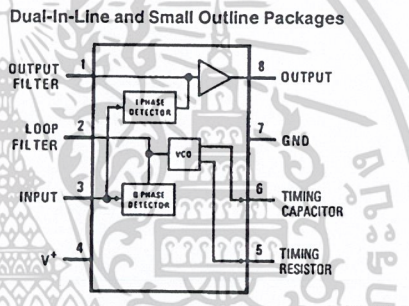 Dual-In-Line and Small Outline Packages
OUTPUT FILTER 1
8 OUTPUT
I PHASE DETECTOR
LOOP FILTER 2
7 GND
VCO
INPUT 3
Q PHASE DETECTOR
6 TIMING CAPACITOR
V+ 4
5 TIMING RESISTOR